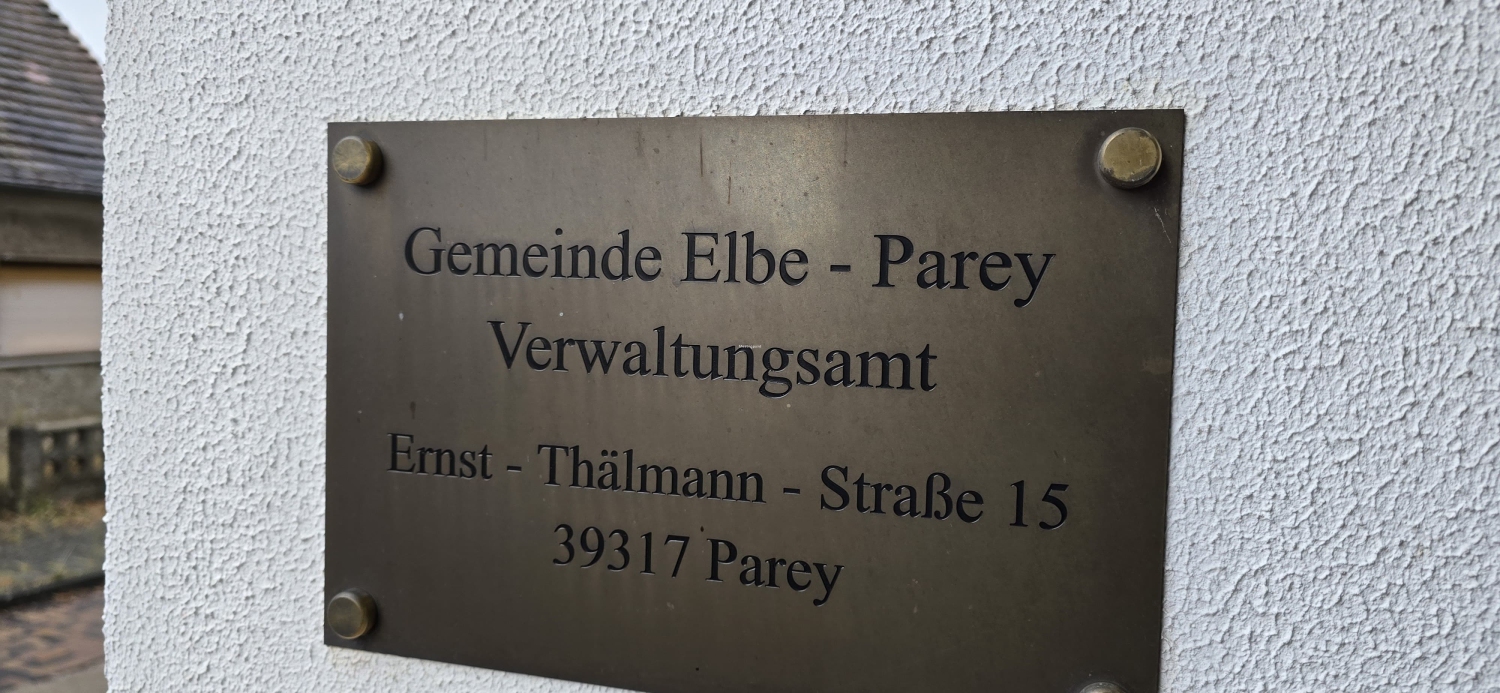 Gemeinde Elbe - Parey
Verwaltungsamt
Ernst - Thälmann - Straße 15
39317 Parey